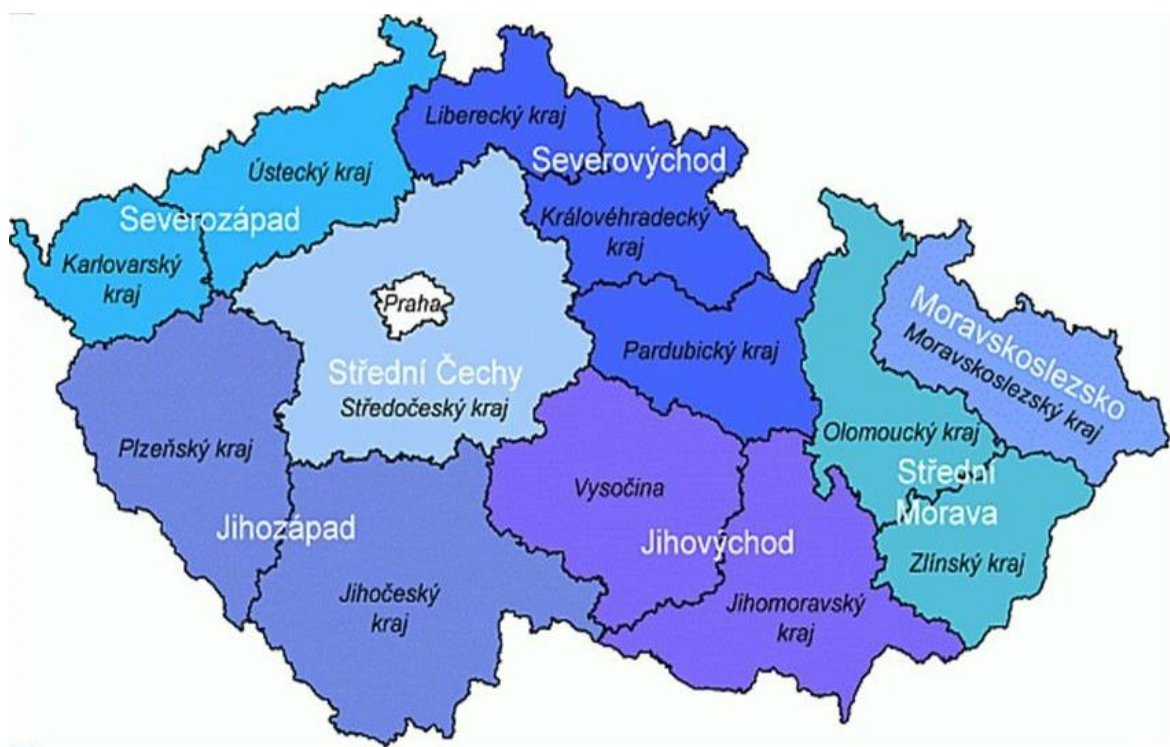 Liberecký kraj
Severovýchod
Ústecký kraj
Severozápad
Královéhradecký
kraj
Karlovarský
kraj
Praha
Moravskoslezsko
Moravskoslezský kraj
Pardubický kraj
Střední Čechy
Středočeský kraj
Plzeňský kraj
Olomoucký kraj
Střední
Morava
Vysočina
Jihozápad
Jihovýchod
Zlínský kraj
Jihočeský
kraj
Jihomoravský
kraj